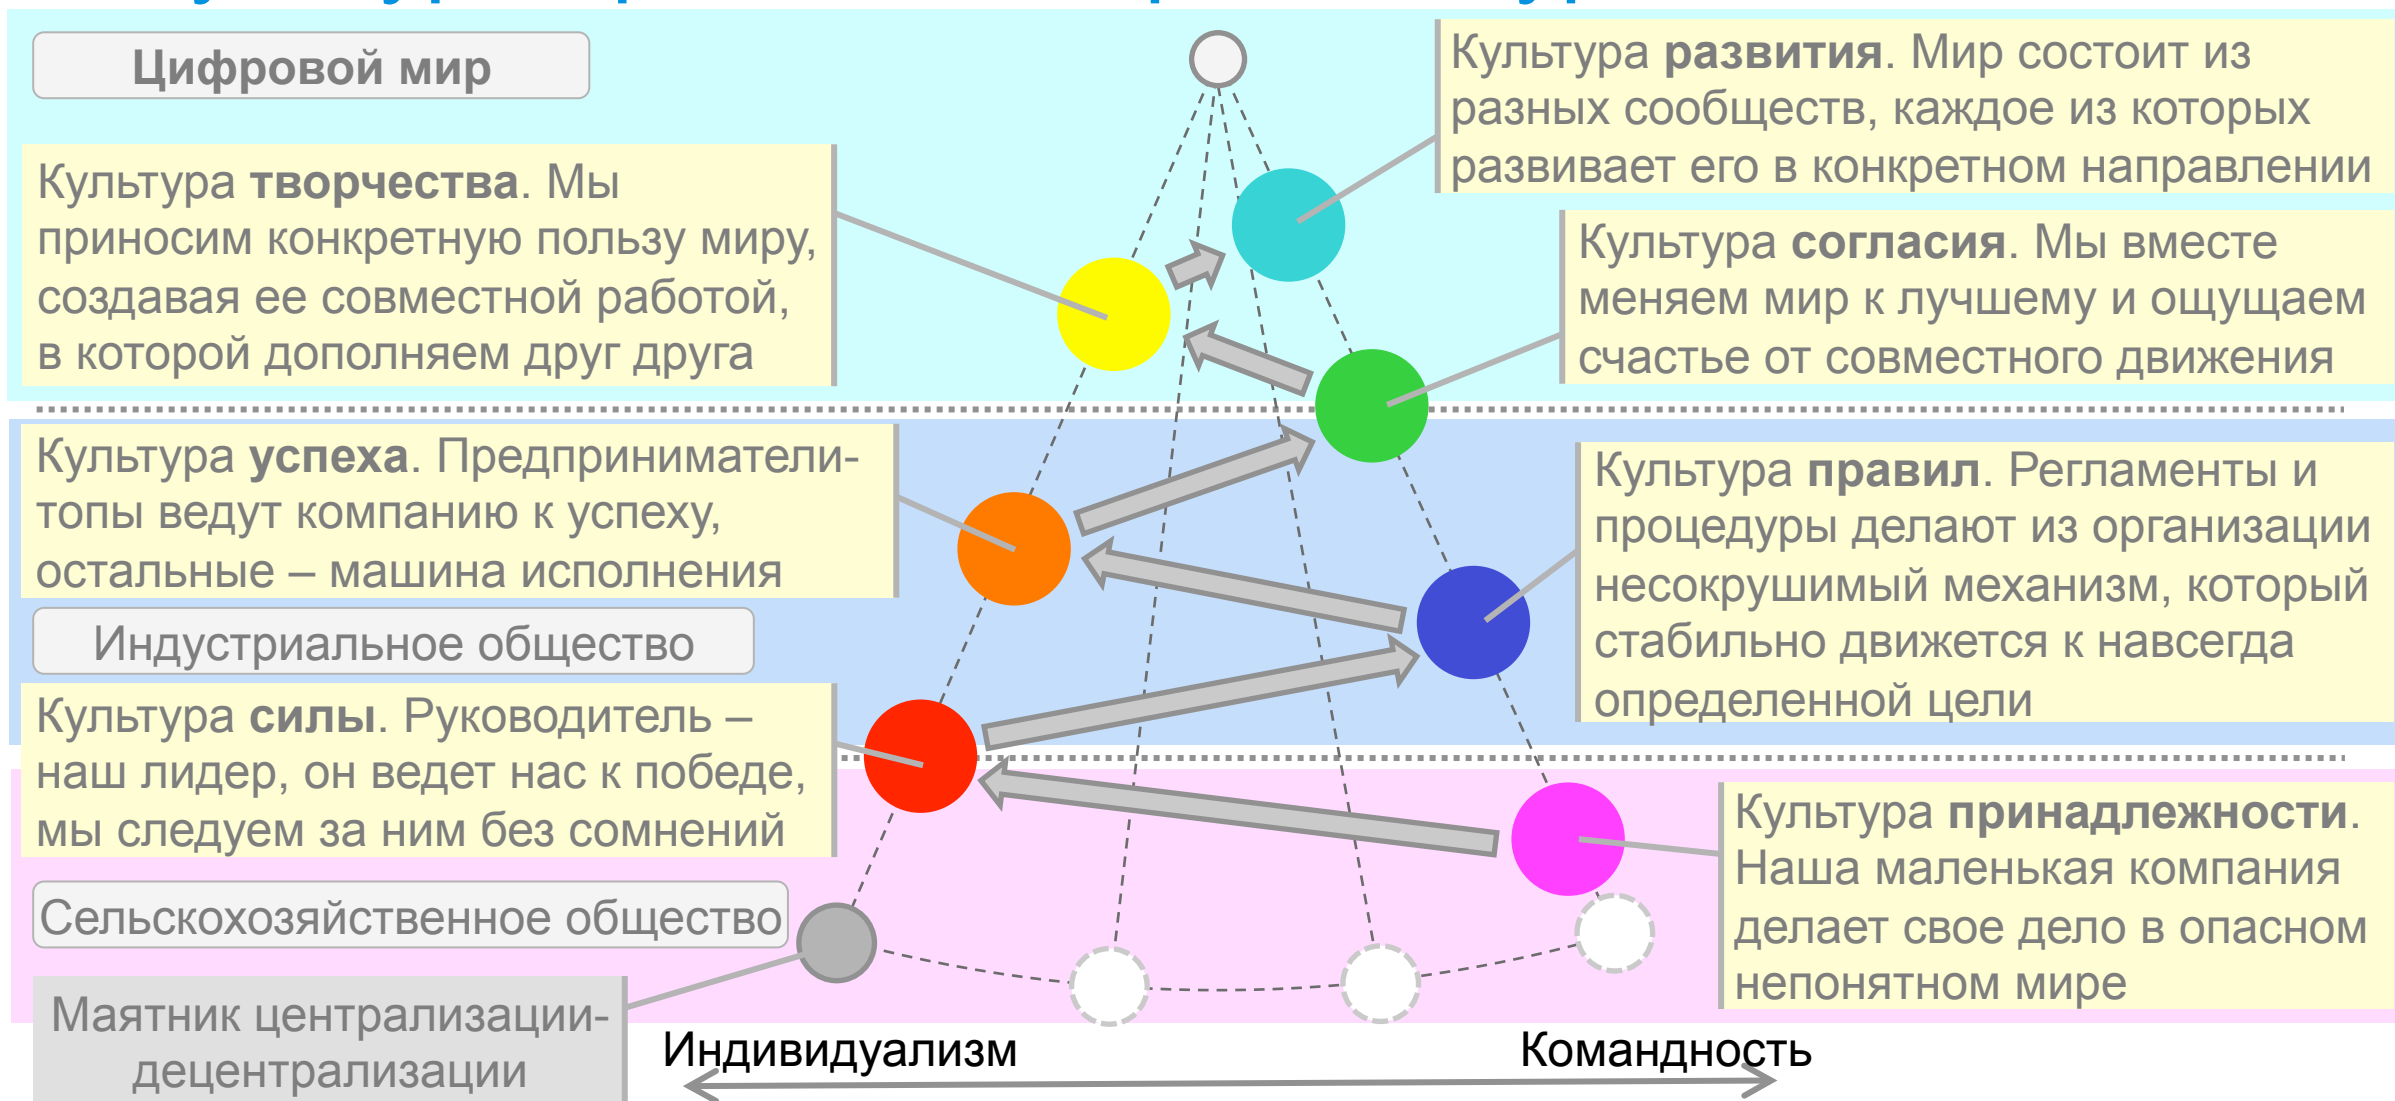 Цифровой мир
Культура развития. Мир состоит из
разных сообществ, каждое из которых
развивает его в конкретном направлении
Культура творчества. Мы
приносим конкретную пользу миру,
создавая ее совместной работой,
в которой дополняем друг друга
Культура согласия. Мы вместе
меняем мир к лучшему и ощущаем
счастье от совместного движения
Культура успеха. Предприниматели-
топы ведут компанию к успеху,
остальные – машина исполнения
Культура правил. Регламенты и
процедуры делают из организации
несокрушимый механизм, который
стабильно движется к навсегда
определенной цели
Индустриальное общество
Культура силы. Руководитель –
наш лидер, он ведет нас к победе,
мы следуем за ним без сомнений
Культура принадлежности.
Наша маленькая компания
делает свое дело в опасном
непонятном мире
Сельскохозяйственное общество
Маятник централизации-
децентрализации
Индивидуализм
Командность